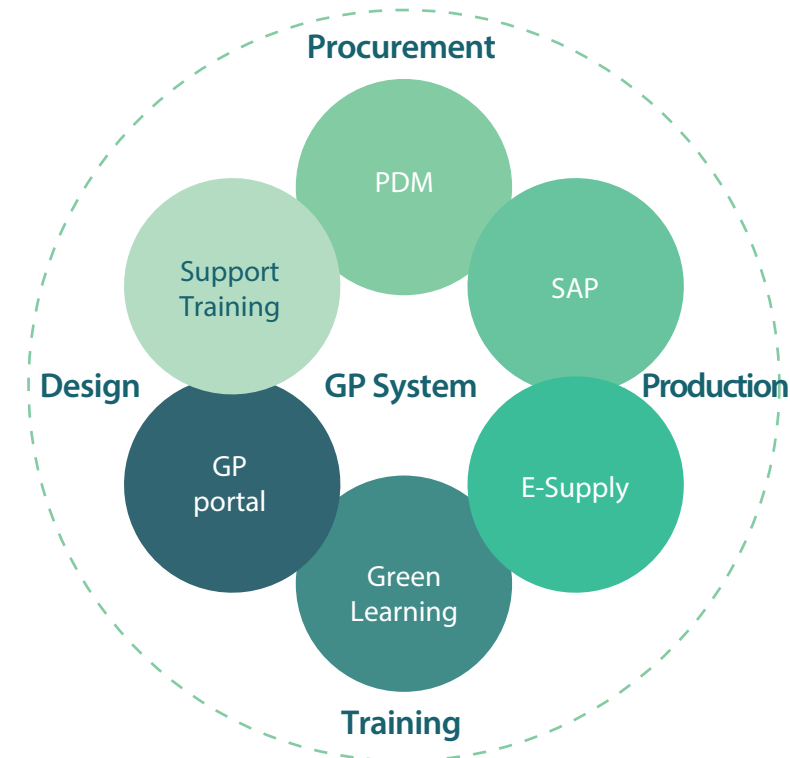 Procurement
PDM
Support
Training
SAP
Design
GP System
Production
GP
portal
E-Supply
Green
Learning
Training